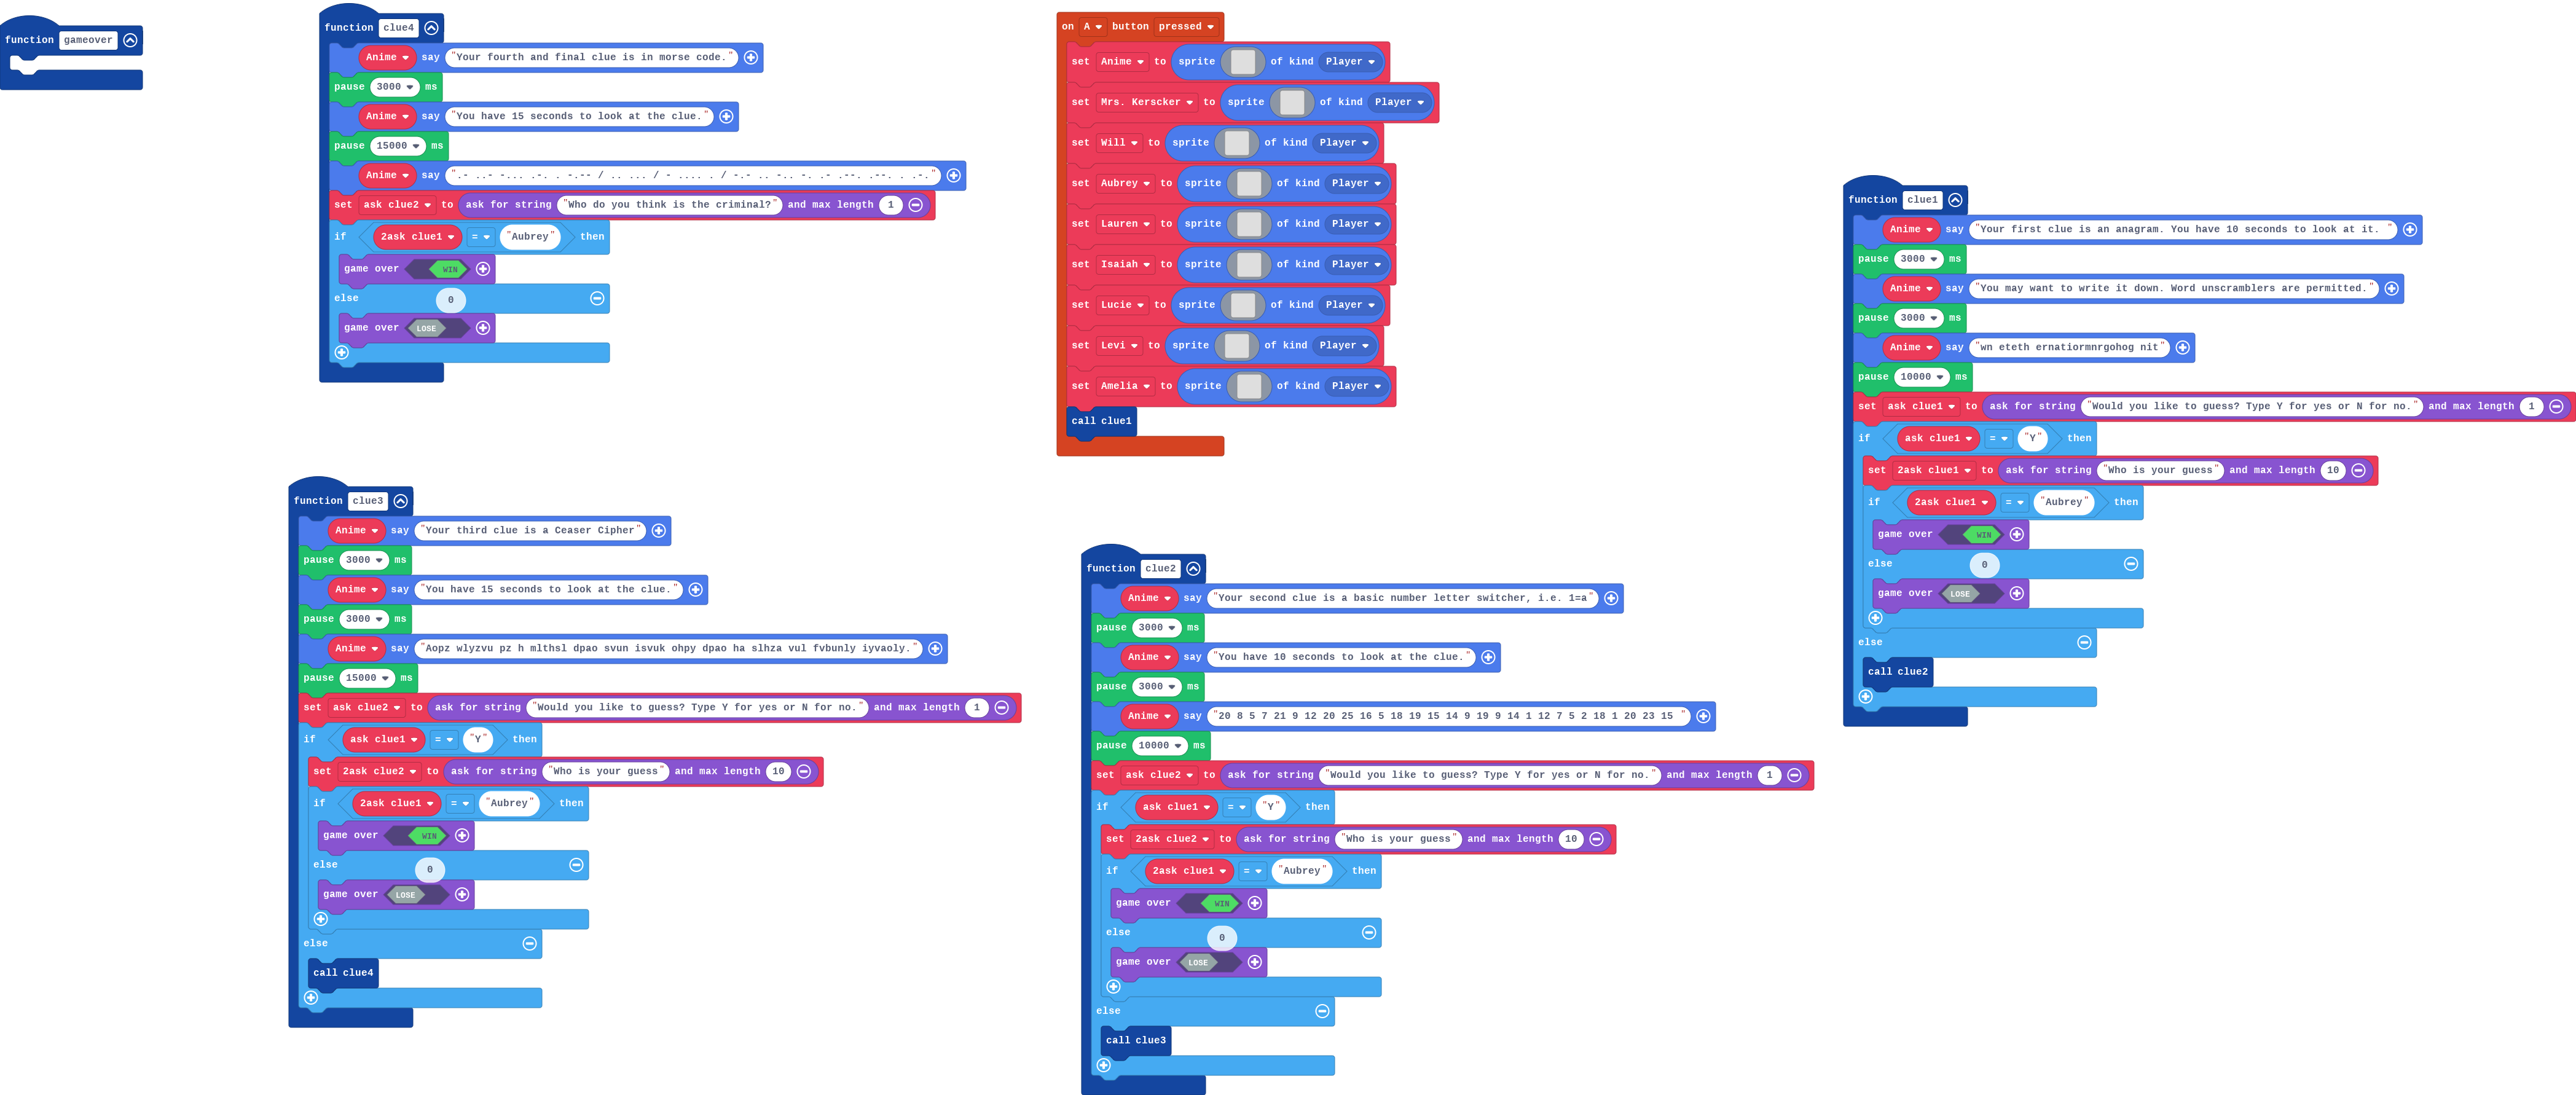 function gameover
function clue4
Anime say "Your fourth and final clue is in morse code. "
pause 3000 ms
Anime say "You have 15 seconds to look at the clue."
pause 15000 ms
Anime say ".- ..- -... .-. . -.-- / .. ... / - .... . / -.- .. -.. -. .- .--. .--. . .-."
set ask clue2 to ask for string "Who do you think is the criminal?" and max length 1
if 2ask clue1 = "Aubrey" then
game over WIN
else 0
game over LOSE
on A button pressed
set Anime to sprite of kind Player
set Mrs. Kerscker to sprite of kind Player
set Will to sprite of kind Player
set Aubrey to sprite of kind Player
set Lauren to sprite of kind Player
set Isaiah to sprite of kind Player
set Lucie to sprite of kind Player
set Levi to sprite of kind Player
set Amelia to sprite of kind Player
call clue1
function clue1
Anime say "Your first clue is an anagram. You have 10 seconds to look at it. "
pause 3000 ms
Anime say "You may want to write it down. Word unscramblers are permitted."
pause 3000 ms
Anime say "wn eteth ernatiormnrgohog nit"
pause 10000 ms
set ask clue1 to ask for string "Would you like to guess? Type Y for yes or N for no." and max length 1
if ask clue1 = "Y" then
set 2ask clue1 to ask for string "Who is your guess" and max length 10
if 2ask clue1 = "Aubrey" then
game over WIN
else 0
game over LOSE
else
call clue2
function clue3
Anime say "Your third clue is a Ceaser Cipher"
pause 3000 ms
Anime say "You have 15 seconds to look at the clue."
pause 3000 ms
Anime say "Aopz wlyzvu pz h mlthsl dpao svun isvuk ohpy dpao ha slhza vul fvbunly iyvaoly."
pause 15000 ms
set ask clue2 to ask for string "Would you like to guess? Type Y for yes or N for no." and max length 1
if ask clue1 = "Y" then
set 2ask clue2 to ask for string "Who is your guess" and max length 10
if 2ask clue1 = "Aubrey" then
game over WIN
else 0
game over LOSE
else
call clue4
function clue2
Anime say "Your second clue is a basic number letter switcher, i.e. 1=a"
pause 3000 ms
Anime say "You have 10 seconds to look at the clue."
pause 3000 ms
Anime say "20 8 5 7 21 9 12 20 25 16 5 18 19 15 14 9 19 9 14 1 12 7 5 2 18 1 20 23 15 "
pause 10000 ms
set ask clue2 to ask for string "Would you like to guess? Type Y for yes or N for no." and max length 1
if ask clue1 = "Y" then
set 2ask clue2 to ask for string "Who is your guess" and max length 10
if 2ask clue1 = "Aubrey" then
game over WIN
else 0
game over LOSE
else
call clue3